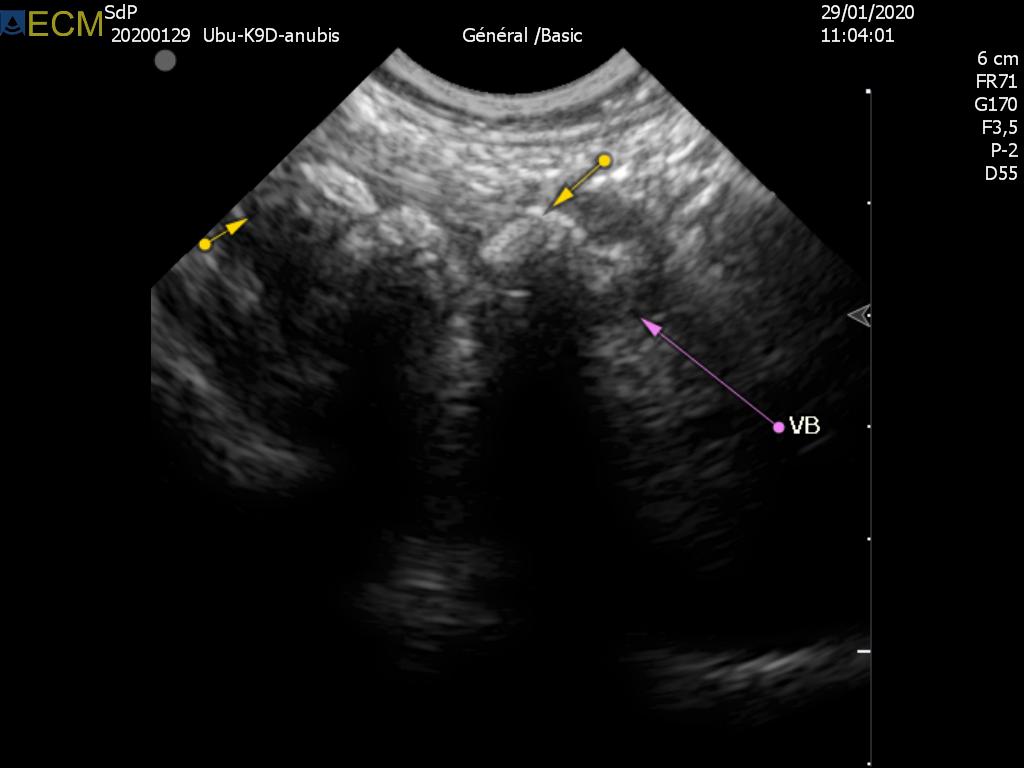 ECM SdP 29/01/2020
20200129 Ubu-K9D-anubis Général /Basic 11:04:01
6 cm
FR71
G170
F3,5
P-2
D55
VB